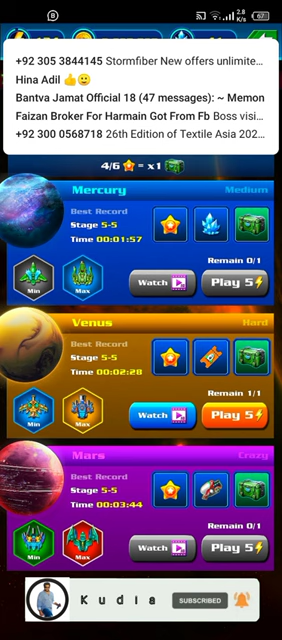 2.8
K/s
67
+92 305 3844145 Stormfiber New offers unlimite...
Hina Adil 👍🙂
Bantva Jamat Official 18 (47 messages): ~ Memon
Faizan Broker For Harmain Got From Fb Boss visi...
+92 300 0568718 26th Edition of Textile Asia 202...
4/6 ⭐ = x1
Mercury Medium
Best Record
Stage 5-5
Time 00:01:57
Remain 0/1
Min Max Watch Play 5
Venus Hard
Best Record
Stage 5-5
Time 00:02:28
Remain 1/1
Min Max Watch Play 5
Mars Crazy
Best Record
Stage 5-5
Time 00:03:44
Remain 0/1
Min Max Watch Play 5
Kudia SUBSCRIBED